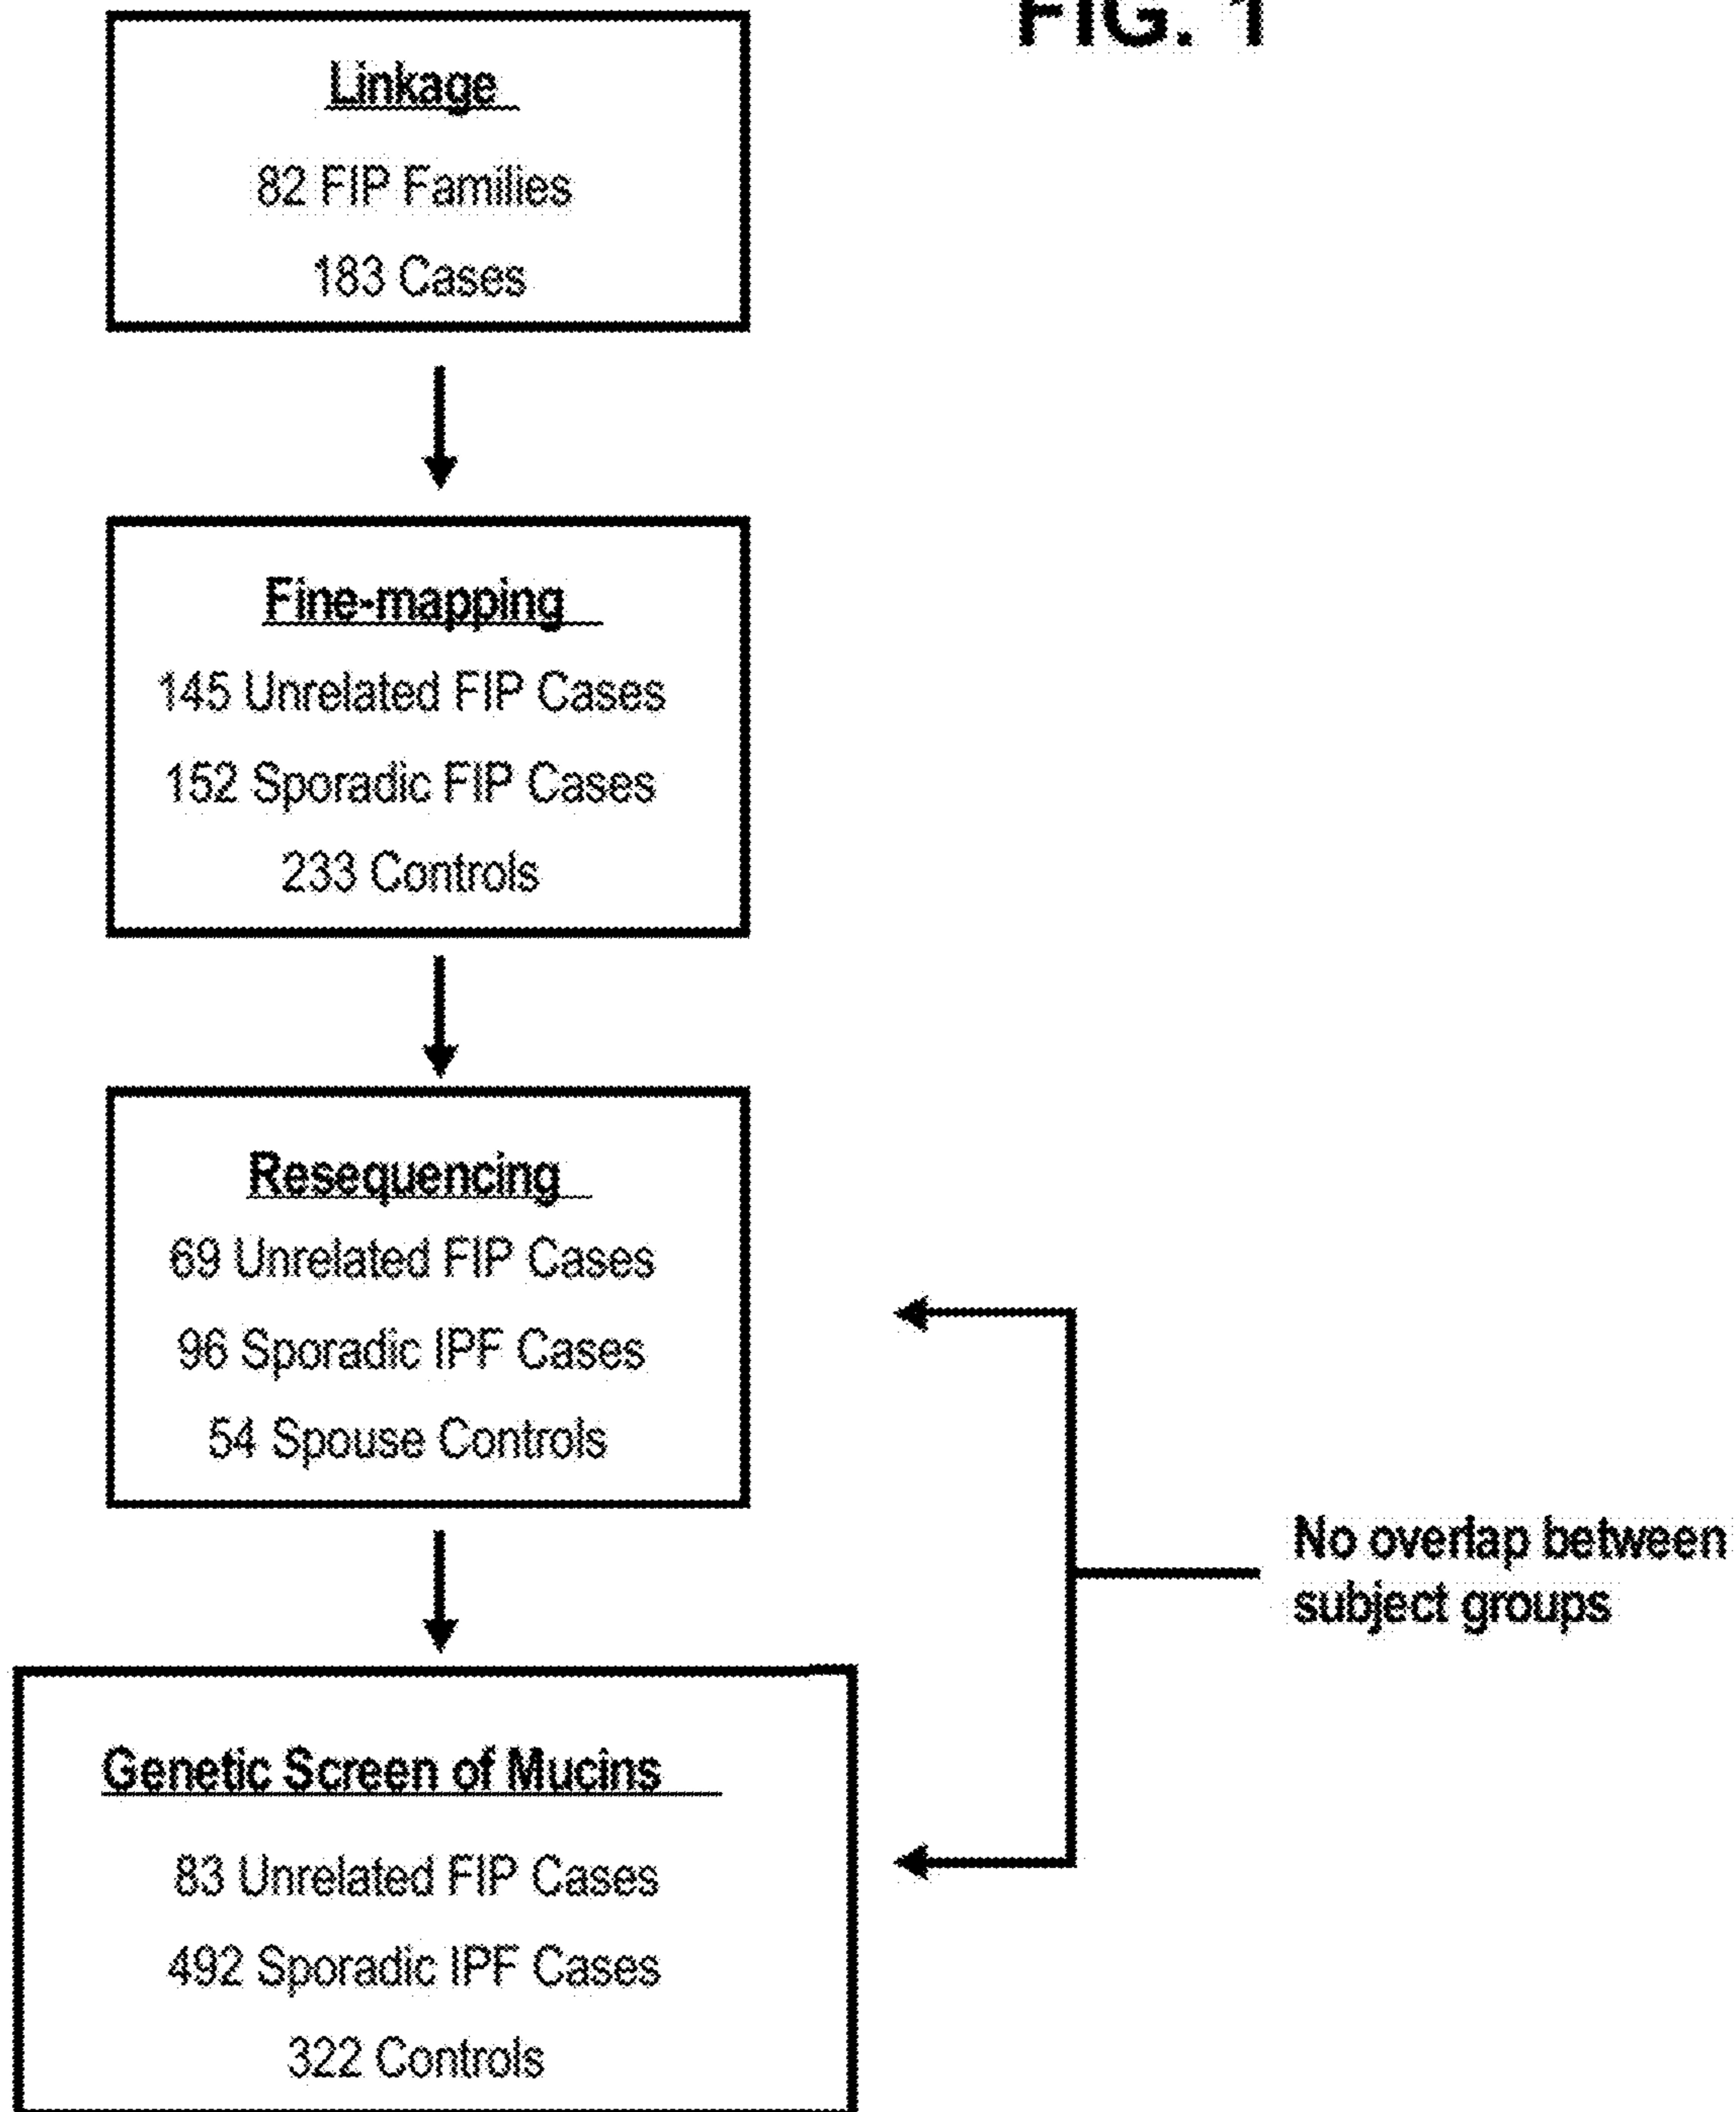 FIG. 1
Linkage
82 FIP Families
183 Cases
Fine-mapping
145 Unrelated FIP Cases
152 Sporadic FIP Cases
233 Controls
Resequencing
69 Unrelated FIP Cases
96 Sporadic IPF Cases
54 Spouse Controls
No overlap between
subject groups
Genetic Screen of Mucins
83 Unrelated FIP Cases
492 Sporadic IPF Cases
322 Controls